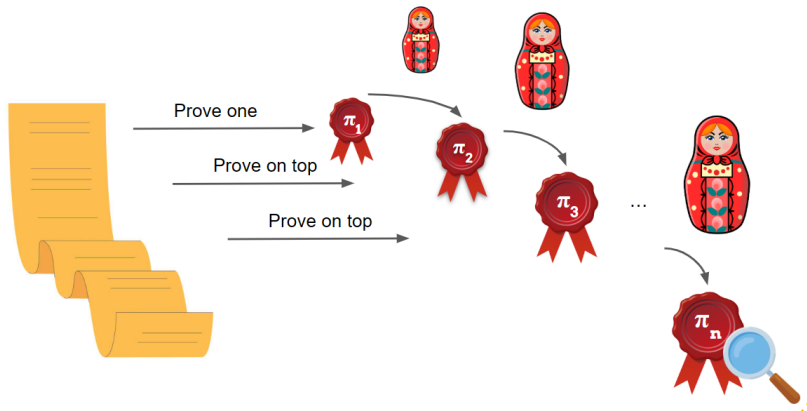 Prove one
π1
Prove on top
π2
Prove on top
π3
...
πn